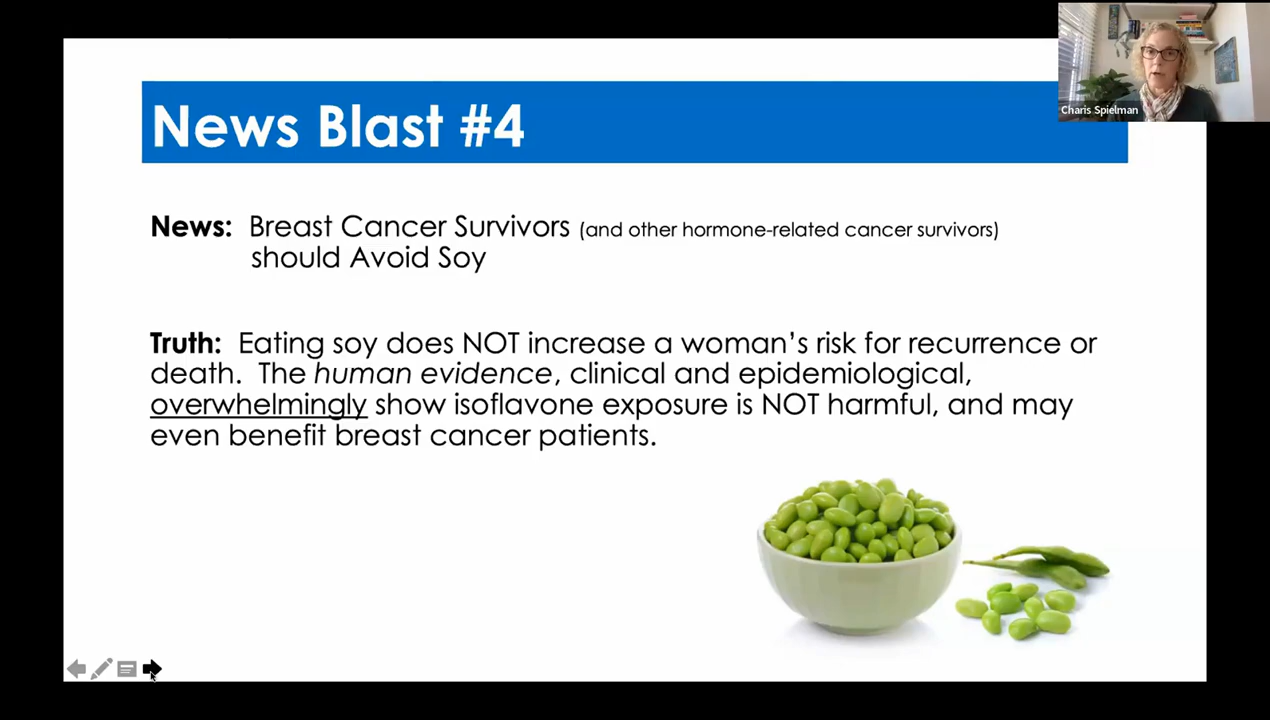 News Blast #4
Charis Spielman
News: Breast Cancer Survivors (and other hormone-related cancer survivors)
should Avoid Soy
Truth: Eating soy does NOT increase a woman's risk for recurrence or
death. The human evidence, clinical and epidemiological,
overwhelmingly show isoflavone exposure is NOT harmful, and may
even benefit breast cancer patients.